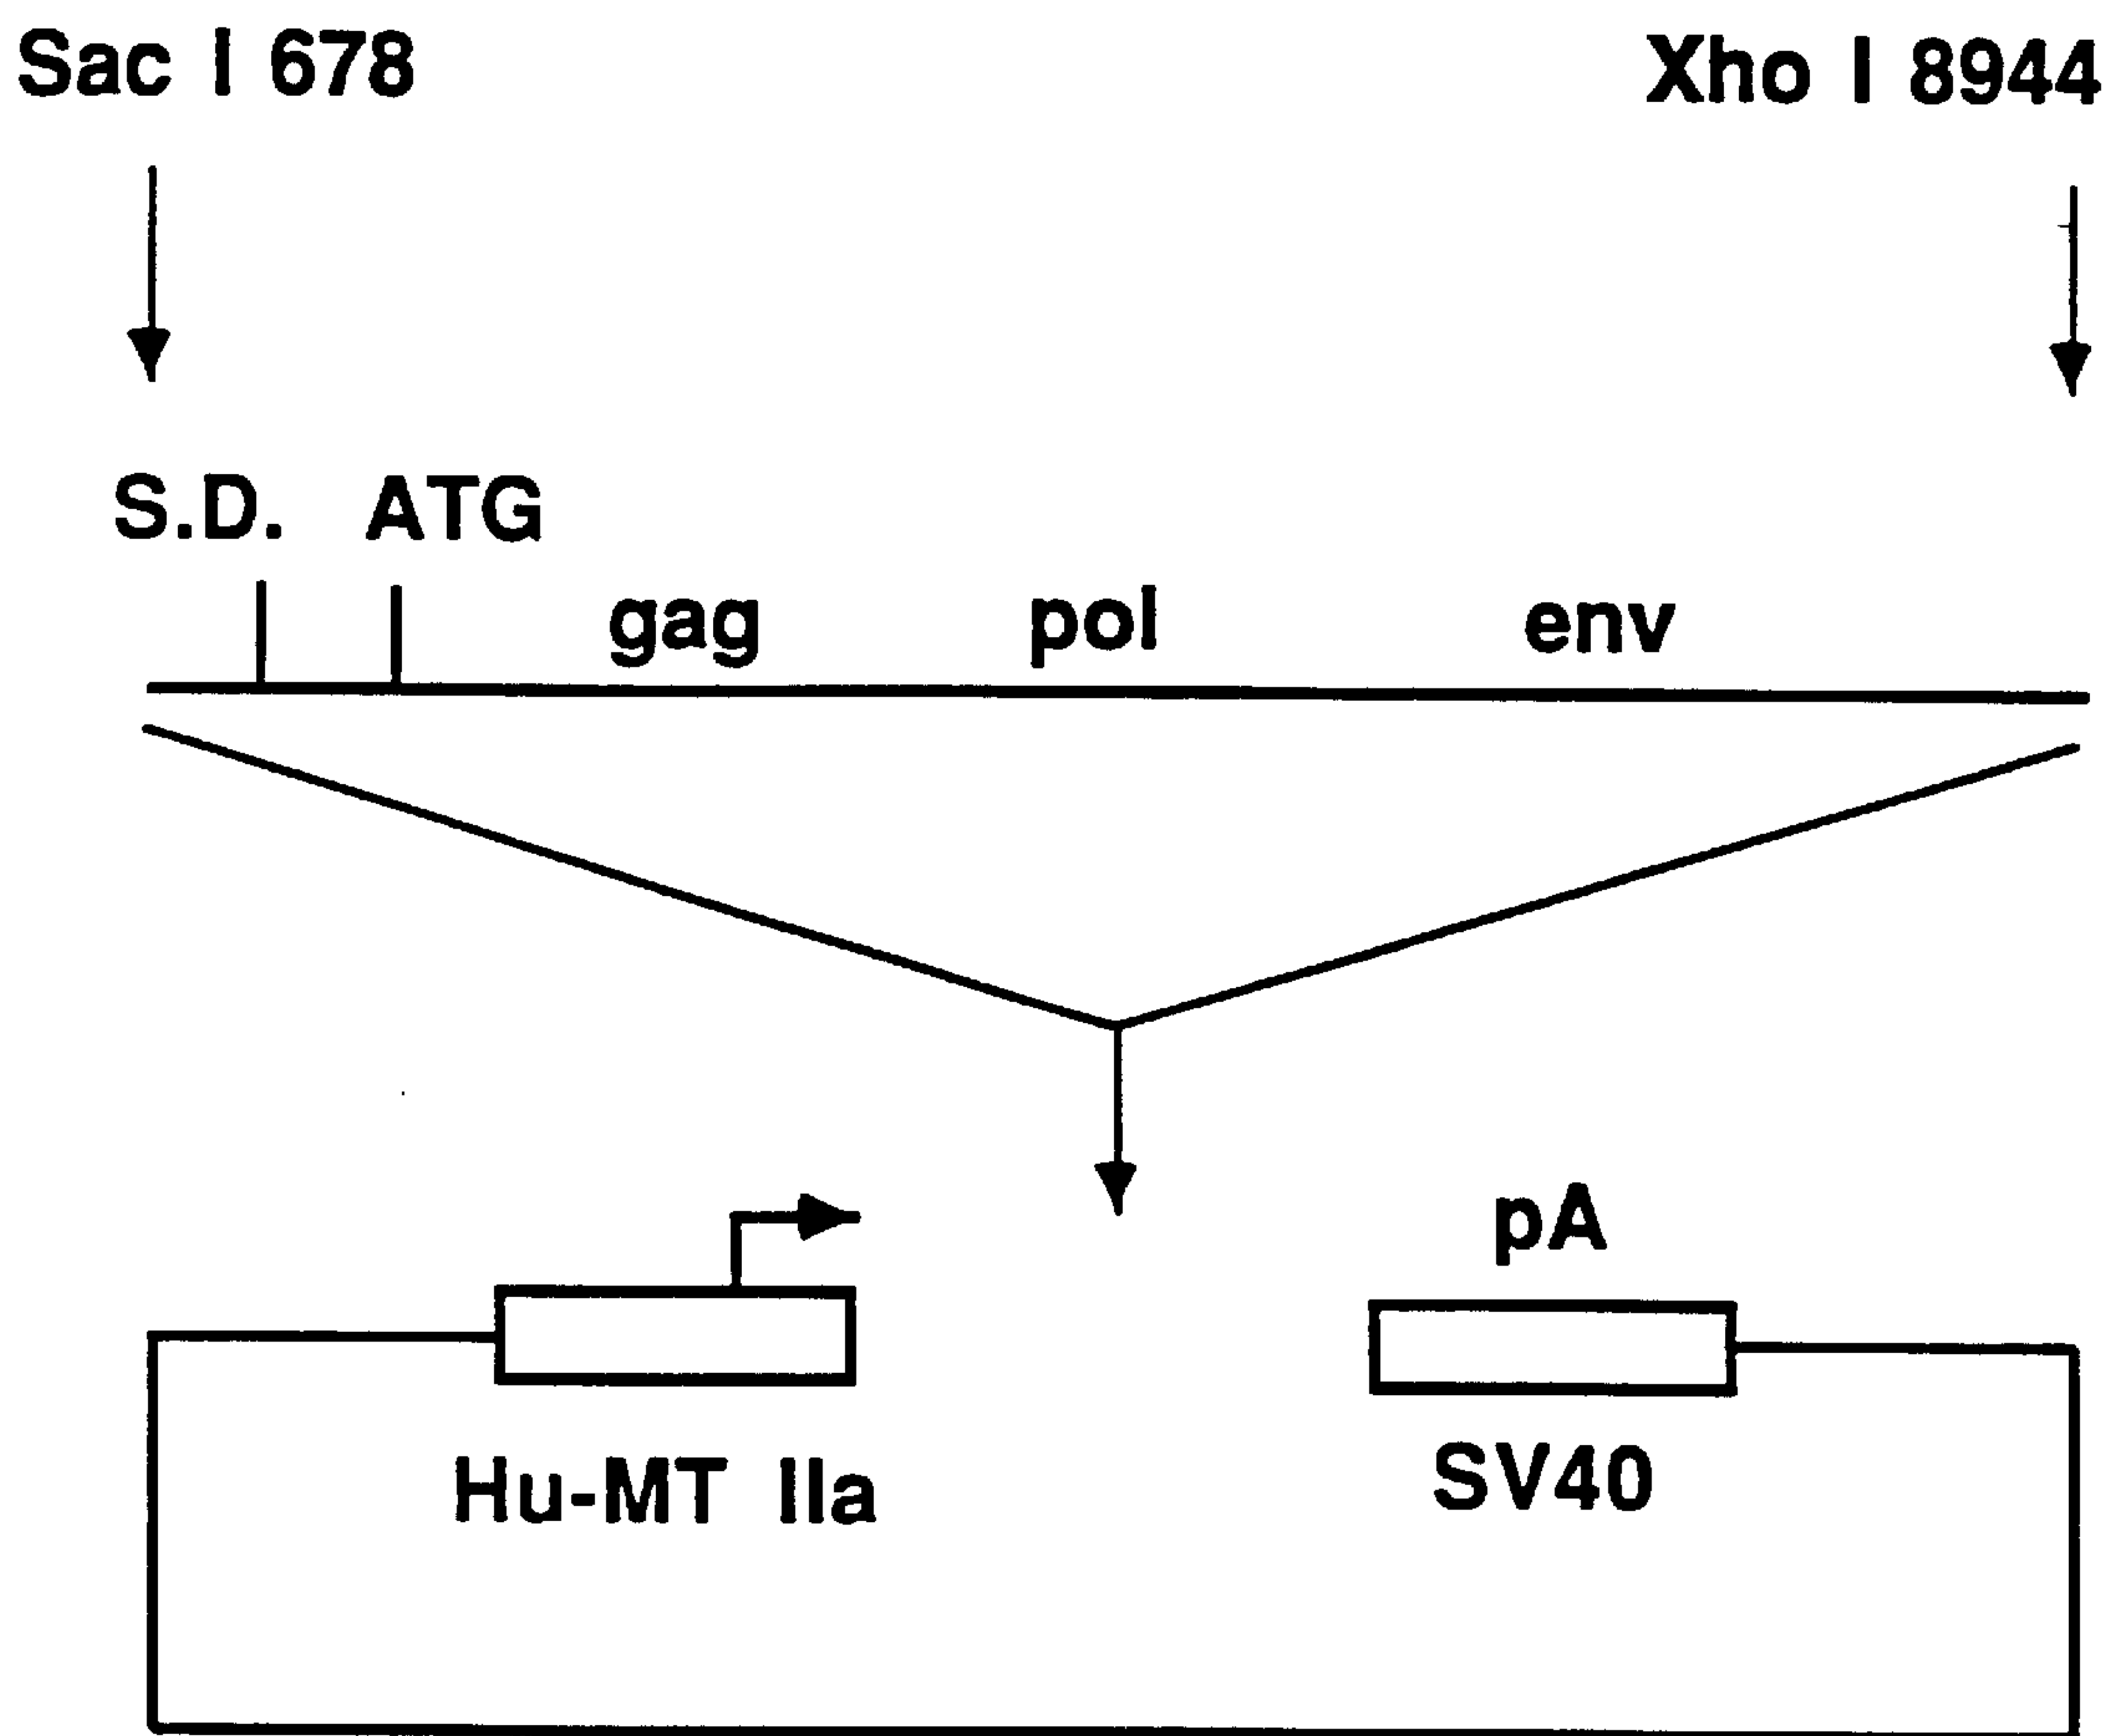 Sac I 678
Xho I 8944
S.D. ATG
gag pol env
pA
Hu-MT IIa
SV40